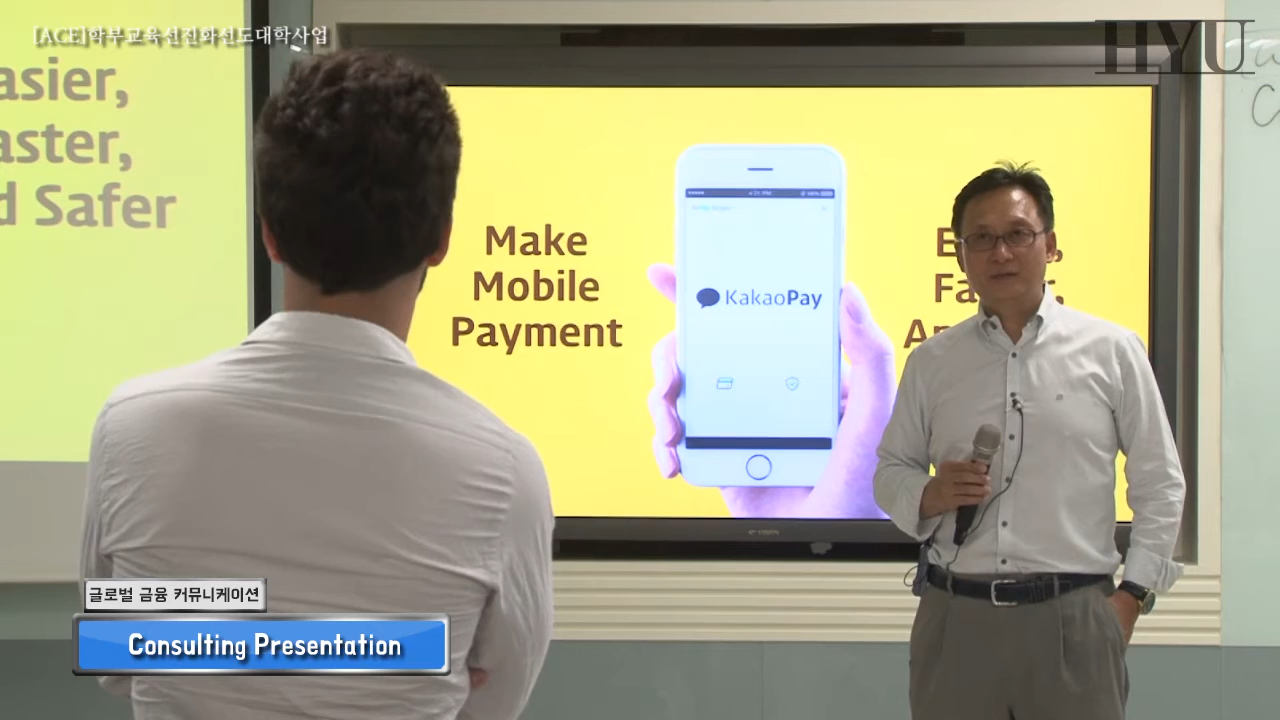 [ACE]학부교육선진화선도대학사업
HYU
asier,
aster,
d Safer
Make
Mobile
Payment
KakaoPay
글로벌 금융 커뮤니케이션
Consulting Presentation